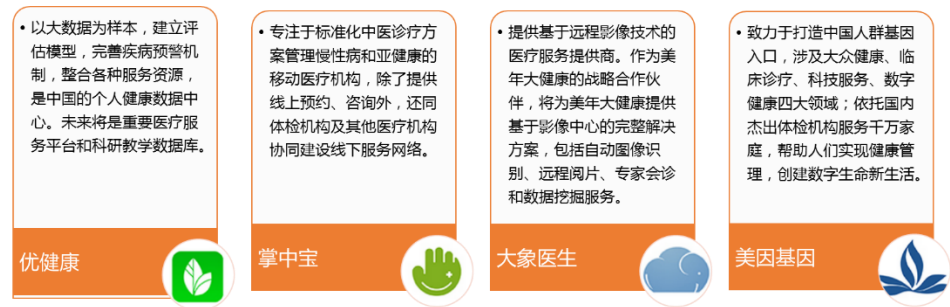 • 以大数据为样本，建立评
估模型，完善疾病预警机
制，整合各种服务资源，
是中国的个人健康数据中
心。未来将是重要医疗服
务平台和科研教学数据库。
优健康
• 专注于标准化中医诊疗方
案管理慢性病和亚健康的
移动医疗机构，除了提供
线上预约、咨询外，还同
体检机构及其他医疗机构
协同建设线下服务网络。
掌中宝
• 提供基于远程影像技术的
医疗服务提供商。作为美
年大健康的战略合作伙
伴，将为美年大健康提供
基于影像中心的完整解决
方案，包括自动图像识
别、远程阅片、专家会诊
和数据挖掘服务。
大象医生
• 致力于打造中国人群基因
入口，涉及大众健康、临
床诊疗、科技服务、数字
健康四大领域；依托国内
杰出体检机构服务千万家
庭，帮助人们实现健康管
理，创建数字生命新生活。
美因基因